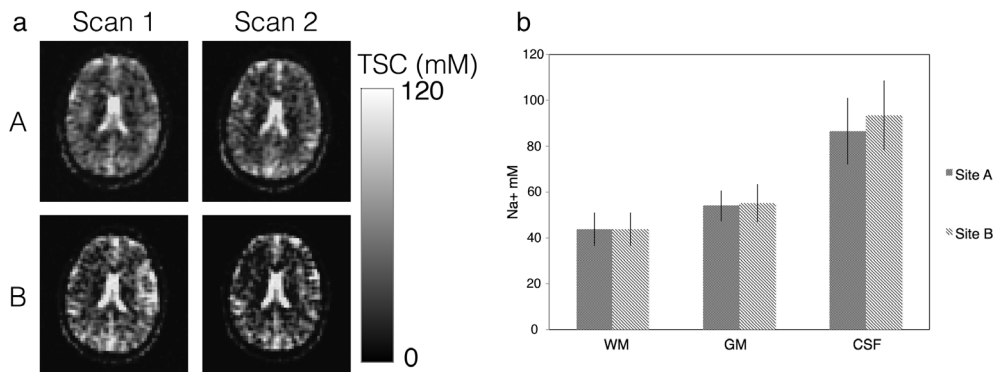 a
Scan 1
Scan 2
TSC (mM)
120
0
A
B
b
120
100
80
60
40
20
0
Na+ mM
WM
GM
CSF
Site A
Site B